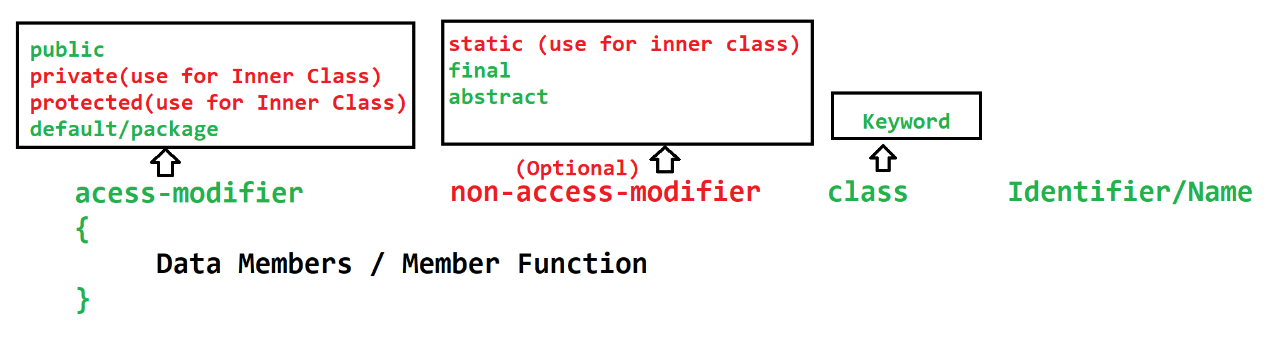 public
private(use for Inner Class)
protected(use for Inner Class)
default/package
static (use for inner class)
final
abstract
Keyword
(Optional)
acess-modifier non-access-modifier class Identifier/Name
{
Data Members / Member Function
}